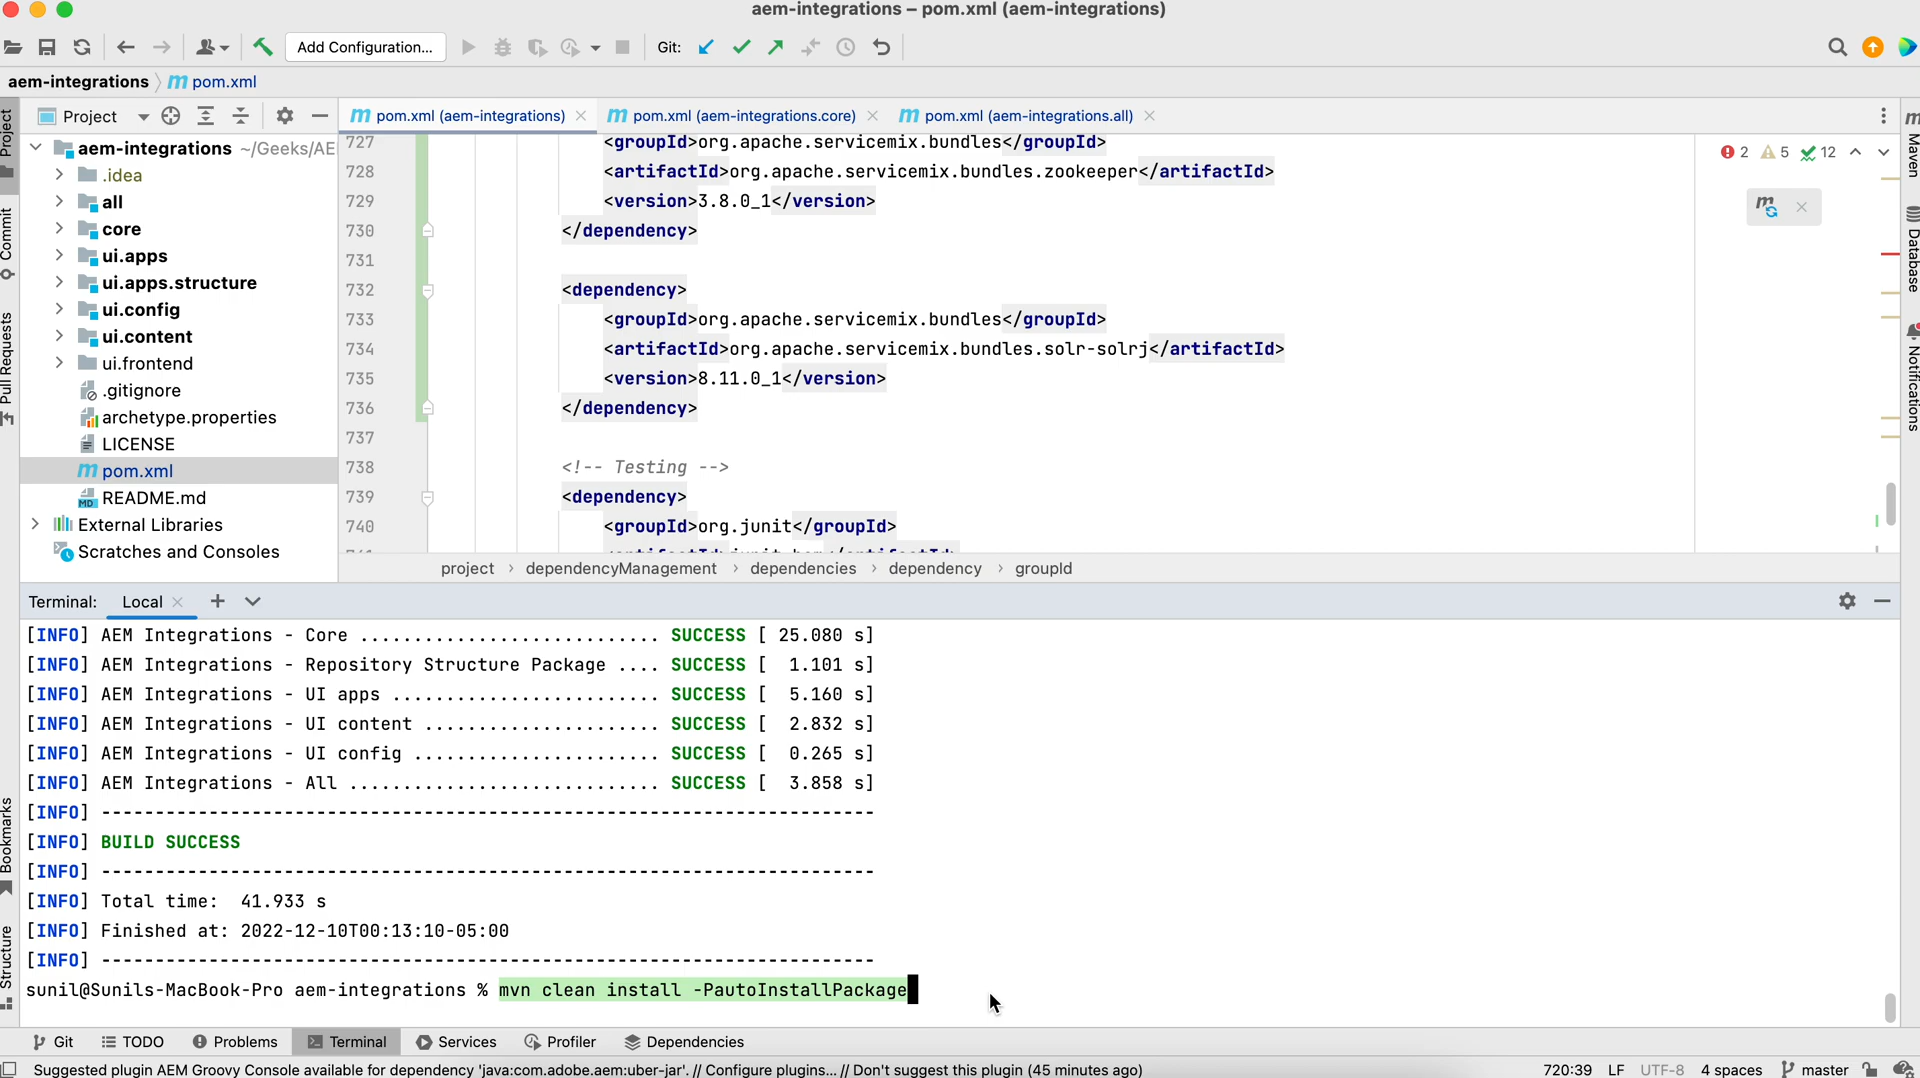 aem-integrations – pom.xml (aem-integrations)
Add Configuration...
Git:
aem-integrations
pom.xml
Project
pom.xml (aem-integrations)
pom.xml (aem-integrations.core)
pom.xml (aem-integrations.all)
aem-integrations ~/Geeks/AE
.idea
all
core
ui.apps
ui.apps.structure
ui.config
ui.content
ui.frontend
.gitignore
archetype.properties
LICENSE
pom.xml
README.md
External Libraries
Scratches and Consoles
727 <groupId>org.apache.servicemix.bundles</groupId>
728 <artifactId>org.apache.servicemix.bundles.zookeeper</artifactId>
729 <version>3.8.0_1</version>
730 </dependency>
731
732 <dependency>
733 <groupId>org.apache.servicemix.bundles</groupId>
734 <artifactId>org.apache.servicemix.bundles.solr-solrj</artifactId>
735 <version>8.11.0_1</version>
736 </dependency>
737
738 <!-- Testing -->
739 <dependency>
740 <groupId>org.junit</groupId>
2 5 12
project > dependencyManagement > dependencies > dependency > groupId
Project
Commit
Pull Requests
Bookmarks
Structure
Maven
Database
Notifications
Terminal: Local
[INFO] AEM Integrations - Core ............................ SUCCESS [ 25.080 s]
[INFO] AEM Integrations - Repository Structure Package .... SUCCESS [  1.101 s]
[INFO] AEM Integrations - UI apps ......................... SUCCESS [  5.160 s]
[INFO] AEM Integrations - UI content ...................... SUCCESS [  2.832 s]
[INFO] AEM Integrations - UI config ....................... SUCCESS [  0.265 s]
[INFO] AEM Integrations - All ............................. SUCCESS [  3.858 s]
[INFO] ------------------------------------------------------------------------
[INFO] BUILD SUCCESS
[INFO] ------------------------------------------------------------------------
[INFO] Total time:  41.933 s
[INFO] Finished at: 2022-12-10T00:13:10-05:00
[INFO] ------------------------------------------------------------------------
sunil@Sunils-MacBook-Pro aem-integrations % mvn clean install -PautoInstallPackage
Git
TODO
Problems
Terminal
Services
Profiler
Dependencies
Suggested plugin AEM Groovy Console available for dependency 'java:com.adobe.aem:uber-jar'. // Configure plugins... // Don't suggest this plugin (45 minutes ago)
720:39 LF UTF-8 4 spaces master